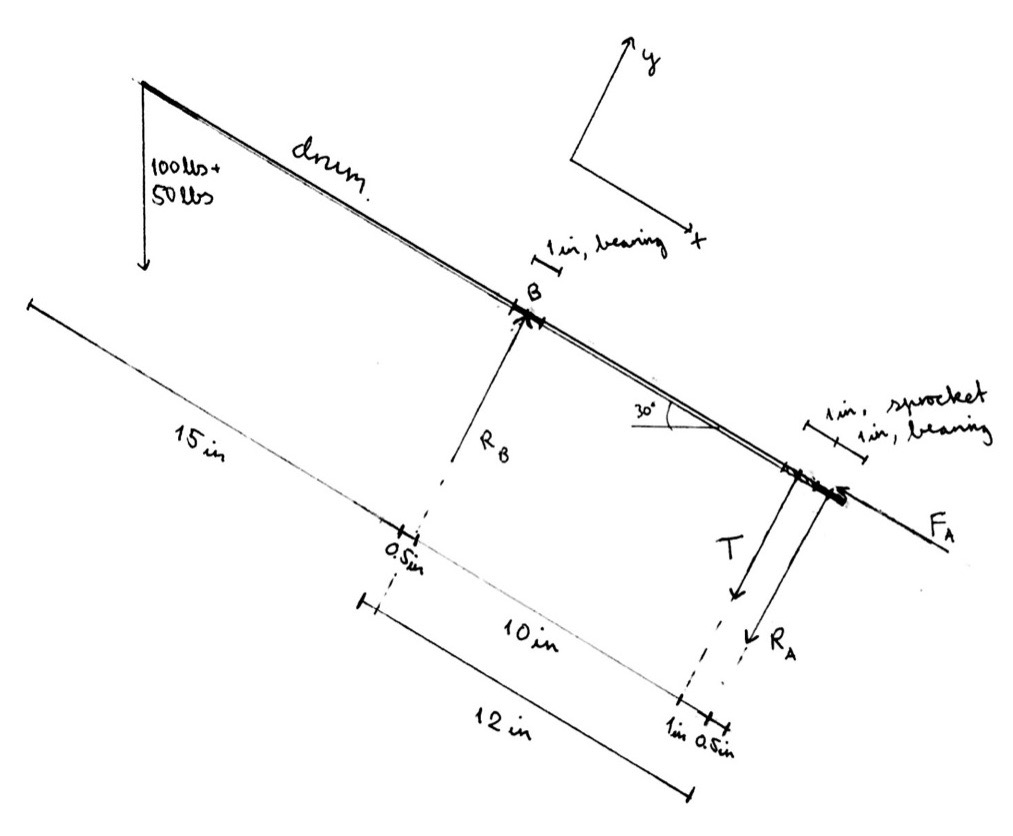 y
drum.
100lbs+
50lbs
x
1in, bearing
B
30°
1in, sprocket
1in, bearing
R_B
15in
F_A
T
0.5in
R_A
10in
1in 0.5in
12in